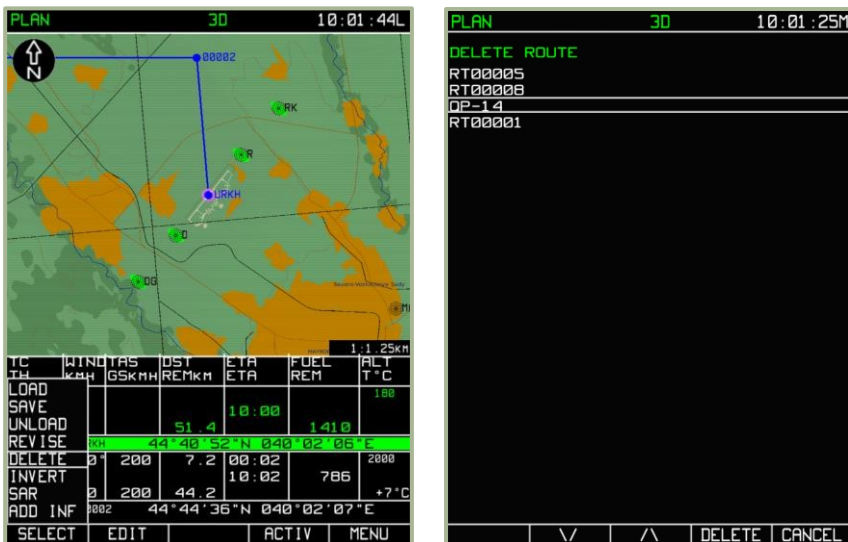 PLAN 3D 10:01:44L
N
00002
RK
R
URKH
D
DG
1:1.25KM
TC WIND TAS DST ETA FUEL ALT
TH KMH GSKMH REMKM ETA REM T°C
LOAD 180
SAVE 10:00
UNLOAD 51.4 1410
REVISE RKH 44°40'52"N 040°02'06"E
DELETE 0° 200 7.2 00:02 2000
INVERT 10:02 786
SAR 0 200 44.2 +7°C
ADD INF 0002 44°44'36"N 040°02'07"E
SELECT EDIT ACTIV MENU
PLAN 3D 10:01:25M
DELETE ROUTE
RT00005
RT00008
OP-14
RT00001
\/ /\ DELETE CANCEL